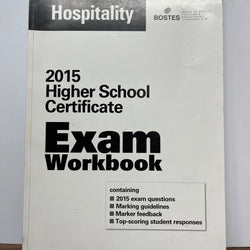 Hospitality
BOSTES
2015
Higher School
Certificate
Exam
Workbook
containing
■ 2015 exam questions
■ Marking guidelines
■ Marker feedback
■ Top-scoring student responses